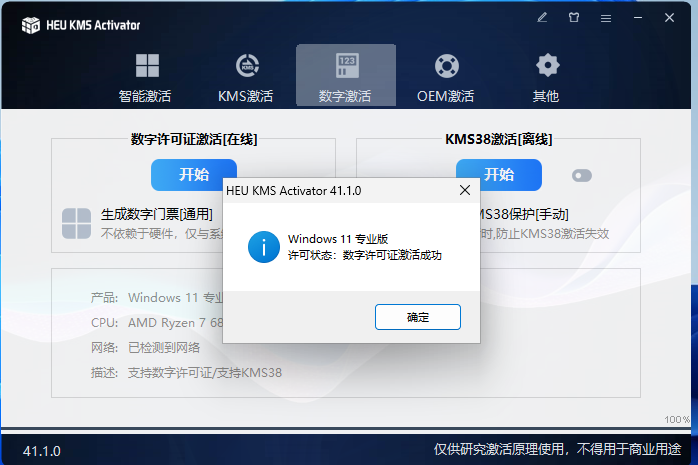 HEU KMS Activator
智能激活
KMS激活
123
数字激活
OEM激活
其他
数字许可证激活[在线]
KMS38激活[离线]
开始
开始
生成数字门票[通用]
不依赖于硬件，仅与系
MS38保护[手动]
时,防止KMS38激活失效
HEU KMS Activator 41.1.0
Windows 11 专业版
许可状态：数字许可证激活成功
确定
产品: Windows 11 专业
CPU: AMD Ryzen 7 68
网络: 已检测到网络
描述: 支持数字许可证/支持KMS38
100%
41.1.0
仅供研究激活原理使用，不得用于商业用途